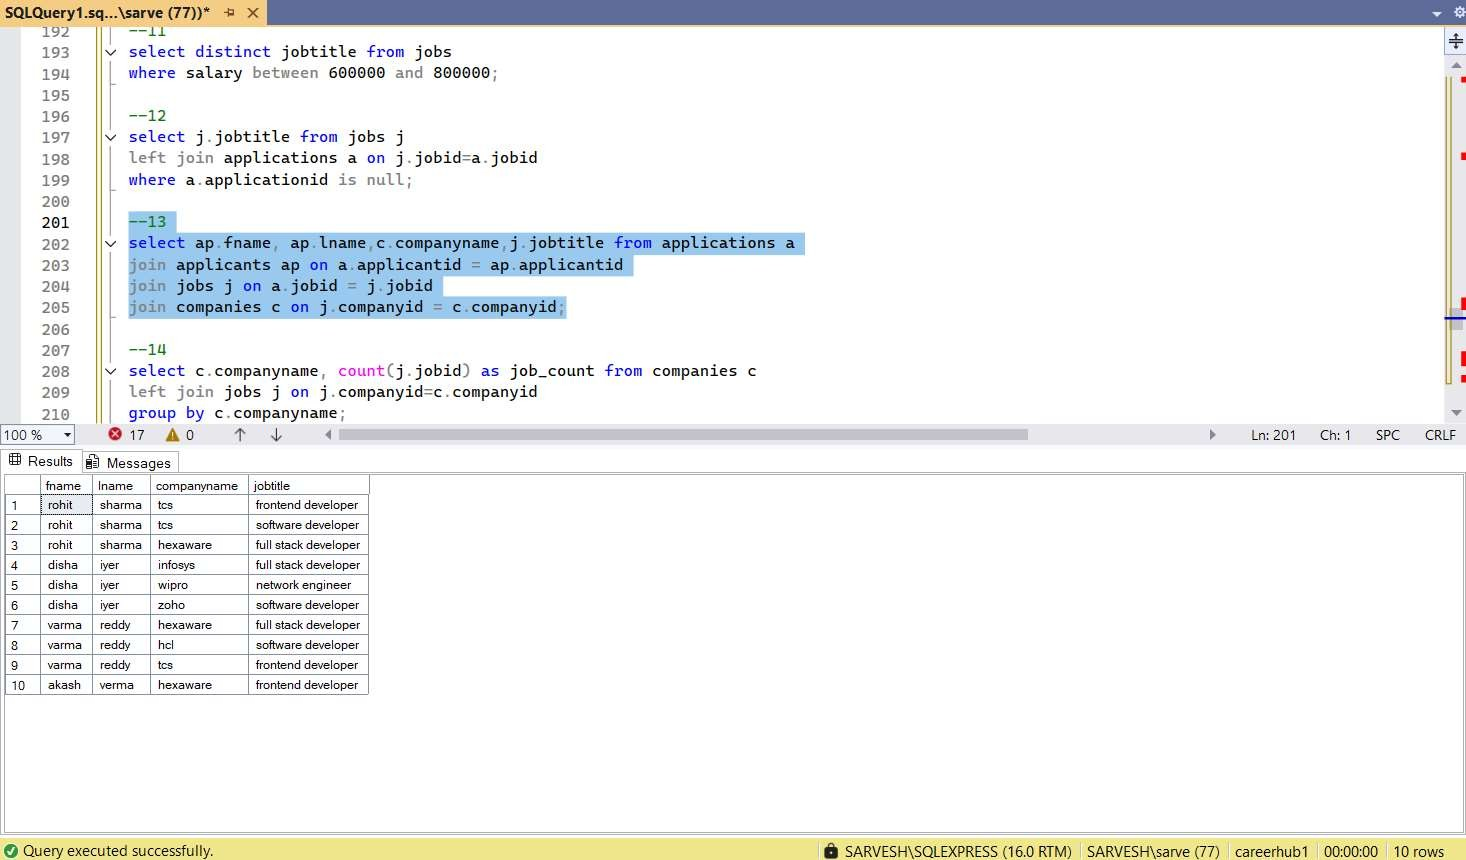 SQLQuery1.sq...\sarve (77))*
192 --11
193 select distinct jobtitle from jobs
194 where salary between 600000 and 800000;
195
196 --12
197 select j.jobtitle from jobs j
198 left join applications a on j.jobid=a.jobid
199 where a.applicationid is null;
200
201 --13
202 select ap.fname, ap.lname,c.companyname,j.jobtitle from applications a
203 join applicants ap on a.applicantid = ap.applicantid
204 join jobs j on a.jobid = j.jobid
205 join companies c on j.companyid = c.companyid;
206
207 --14
208 select c.companyname, count(j.jobid) as job_count from companies c
209 left join jobs j on j.companyid=c.companyid
210 group by c.companyname;
100 % 17 0 Ln: 201 Ch: 1 SPC CRLF
Results Messages
fname lname companyname jobtitle
1 rohit sharma tcs frontend developer
2 rohit sharma tcs software developer
3 rohit sharma hexaware full stack developer
4 disha iyer infosys full stack developer
5 disha iyer wipro network engineer
6 disha iyer zoho software developer
7 varma reddy hexaware full stack developer
8 varma reddy hcl software developer
9 varma reddy tcs frontend developer
10 akash verma hexaware frontend developer
Query executed successfully. SARVESH\SQLEXPRESS (16.0 RTM) SARVESH\sarve (77) careerhub1 00:00:00 10 rows